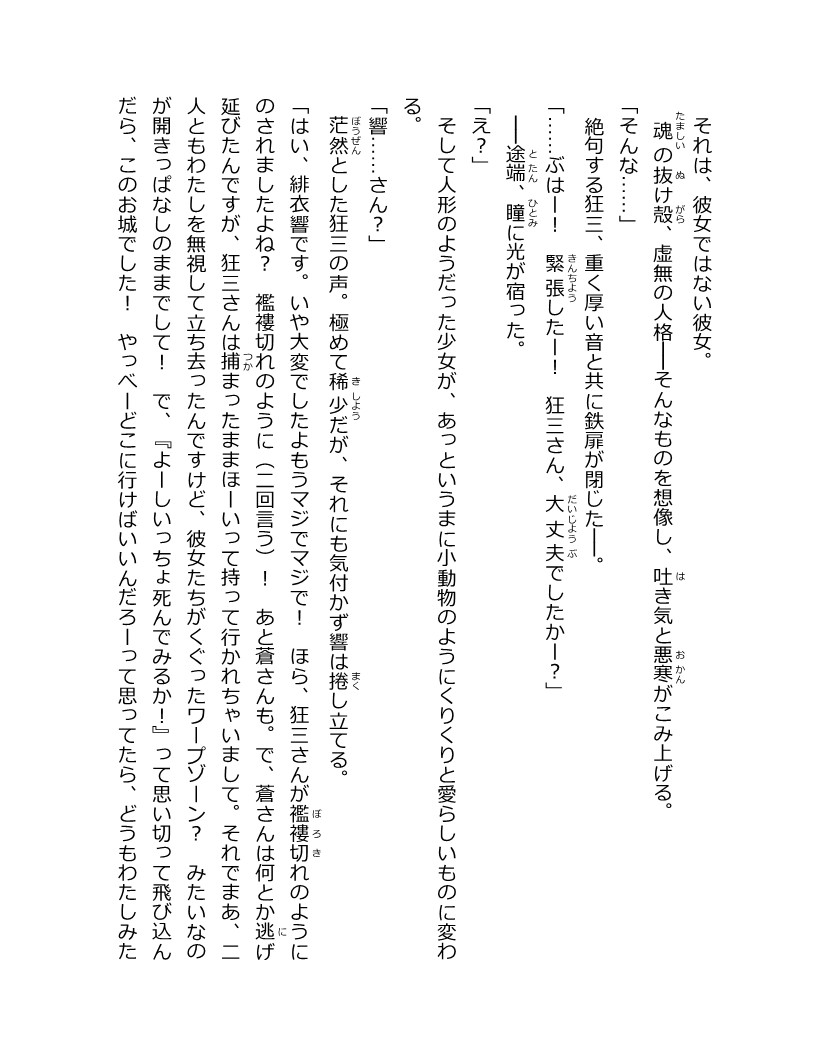 それは、彼女ではない彼女。
魂の抜け殻、虚無の人格──そんなものを想像し、吐き気と悪寒がこみ上げる。
「そんな……」
絶句する狂三、重く厚い音と共に鉄扉が閉じた──。
「……ぶはー！　緊張したー！　狂三さん、大丈夫でしたかー？」
──途端、瞳に光が宿った。
「え？」
そして人形のようだった少女が、あっというまに小動物のようにくりくりと愛らしいものに変わ
る。
「響……さん？」
茫然とした狂三の声。極めて稀少だが、それにも気付かず響は捲し立てる。
「はい、緋衣響です。いや大変でしたよもうマジでマジで！　ほら、狂三さんが襤褸切れのように
のされましたよね？　襤褸切れのように（二回言う）！　あと蒼さんも。で、蒼さんは何とか逃げ
延びたんですが、狂三さんは捕まったままほーいって持って行かれちゃいまして。それでまあ、二
人ともわたしを無視して立ち去ったんですけど、彼女たちがくぐったワープゾーン？　みたいなの
が開きっぱなしのままでして！　で、『よーしいっちょ死んでみるか！』って思い切って飛び込ん
だら、このお城でした！　やっべーどこに行けばいいんだろーって思ってたら、どうもわたしみた